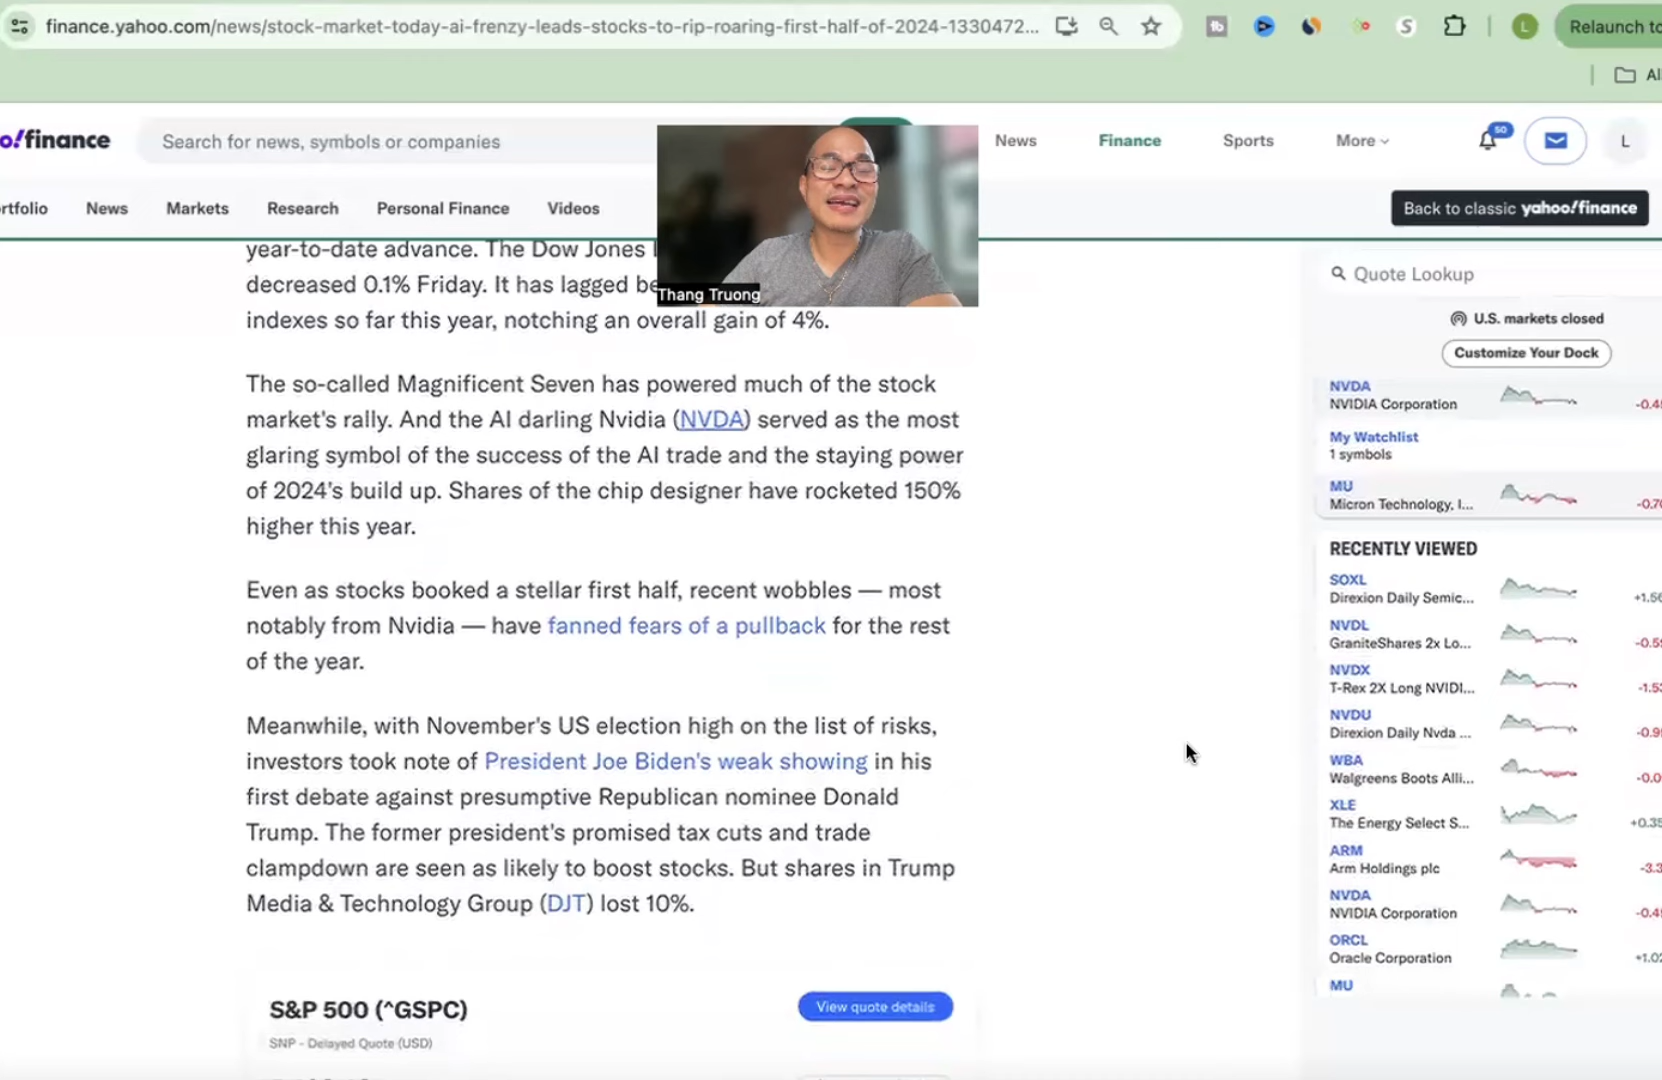 finance.yahoo.com/news/stock-market-today-ai-frenzy-leads-stocks-to-rip-roaring-first-half-of-2024-1330472...
L
Relaunch to
Al
o!finance
Search for news, symbols or companies
News
Finance
Sports
More
50
L
rtfolio
News
Markets
Research
Personal Finance
Videos
Back to classic yahoo!finance
Thang Truong
year-to-date advance. The Dow Jones
decreased 0.1% Friday. It has lagged be
indexes so far this year, notching an overall gain of 4%.
The so-called Magnificent Seven has powered much of the stock
market's rally. And the AI darling Nvidia (NVDA) served as the most
glaring symbol of the success of the AI trade and the staying power
of 2024's build up. Shares of the chip designer have rocketed 150%
higher this year.
Even as stocks booked a stellar first half, recent wobbles — most
notably from Nvidia — have fanned fears of a pullback for the rest
of the year.
Meanwhile, with November's US election high on the list of risks,
investors took note of President Joe Biden's weak showing in his
first debate against presumptive Republican nominee Donald
Trump. The former president's promised tax cuts and trade
clampdown are seen as likely to boost stocks. But shares in Trump
Media & Technology Group (DJT) lost 10%.
S&P 500 (^GSPC)
View quote details
SNP - Delayed Quote (USD)
Quote Lookup
U.S. markets closed
Customize Your Dock
NVDA
NVIDIA Corporation
My Watchlist
1 symbols
MU
Micron Technology, I...
RECENTLY VIEWED
SOXL
Direxion Daily Semic...
NVDL
GraniteShares 2x Lo...
NVDX
T-Rex 2X Long NVIDI...
NVDU
Direxion Daily Nvda ...
WBA
Walgreens Boots Alli...
XLE
The Energy Select S...
ARM
Arm Holdings plc
NVDA
NVIDIA Corporation
ORCL
Oracle Corporation
MU